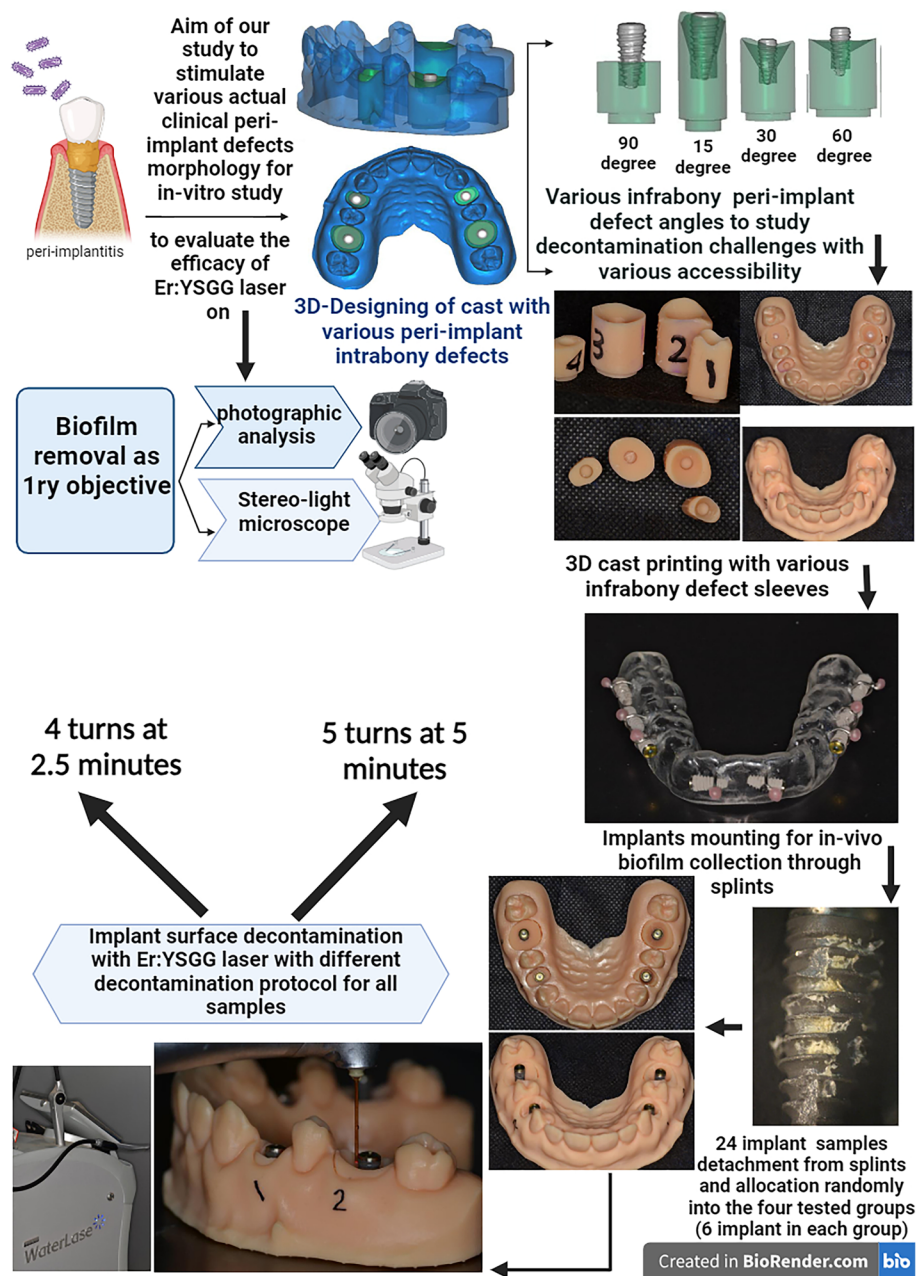 Aim of our
study to
stimulate
various actual
clinical peri-
implant defects
morphology for
in-vitro study
peri-implantitis
to evaluate the
efficacy of
Er:YSGG laser
on
3D-Designing of cast with
various peri-implant
intrabony defects
90
degree
15
degree
30
degree
60
degree
Various infrabony peri-implant
defect angles to study
decontamination challenges with
various accessibility
Biofilm
removal as
1ry objective
photographic
analysis
Stereo-light
microscope
4
3
2
1
3D cast printing with various
infrabony defect sleeves
Implants mounting for in-vivo
biofilm collection through
splints
24 implant samples
detachment from splints
and allocation randomly
into the four tested groups
(6 implant in each group)
4 turns at
2.5 minutes
5 turns at 5
minutes
Implant surface decontamination
with Er:YSGG laser with different
decontamination protocol for all
samples
WaterLase
1
2
Created in BioRender.com bio